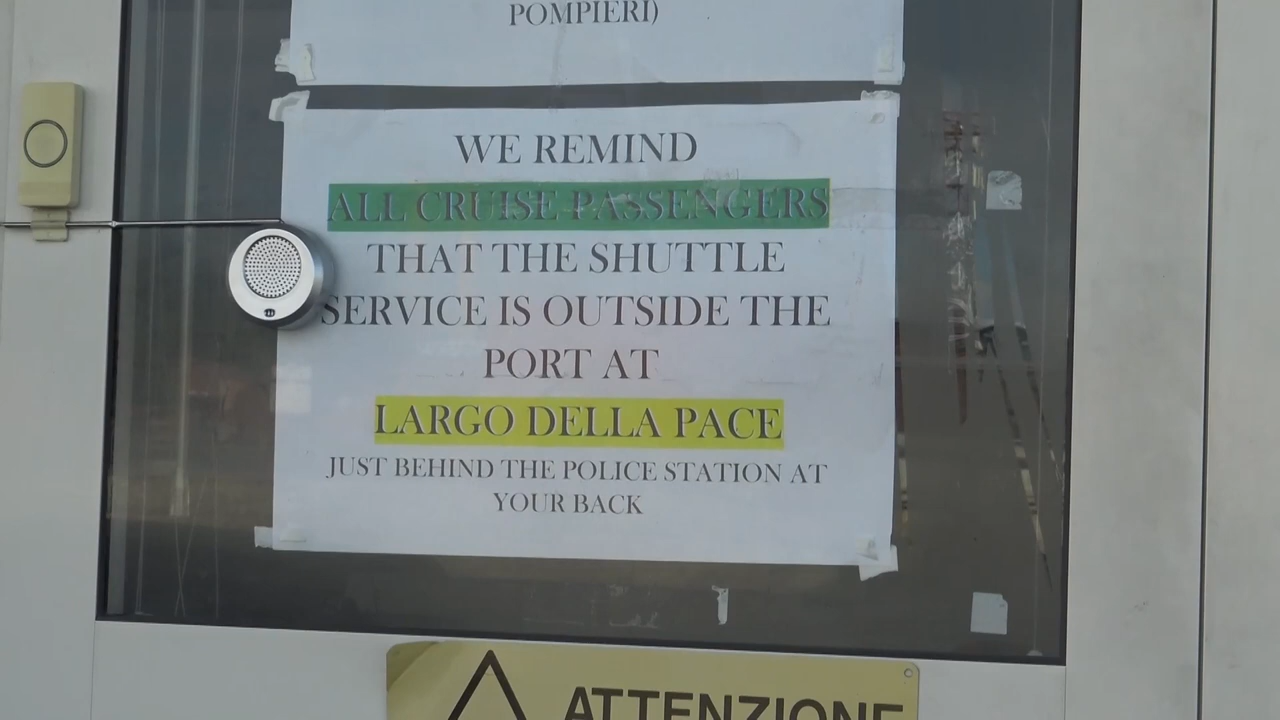 POMPIERI)
WE REMIND
ALL CRUISE PASSENGERS
THAT THE SHUTTLE
SERVICE IS OUTSIDE THE
PORT AT
LARGO DELLA PACE
JUST BEHIND THE POLICE STATION AT
YOUR BACK
ATTENZIONE